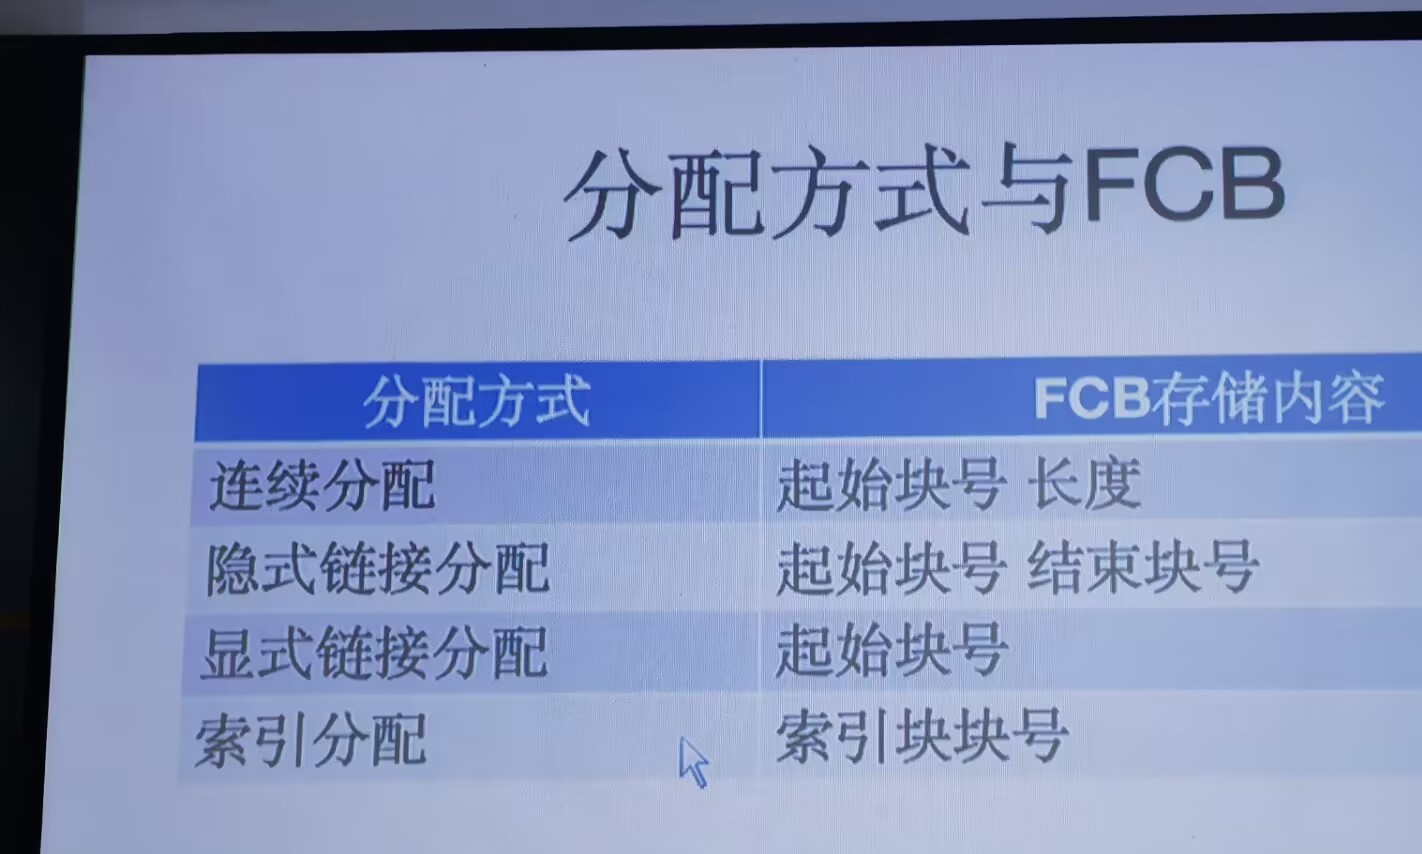 分配方式与FCB
分配方式 FCB存储内容
连续分配 起始块号 长度
隐式链接分配 起始块号 结束块号
显式链接分配 起始块号
索引分配 索引块块号